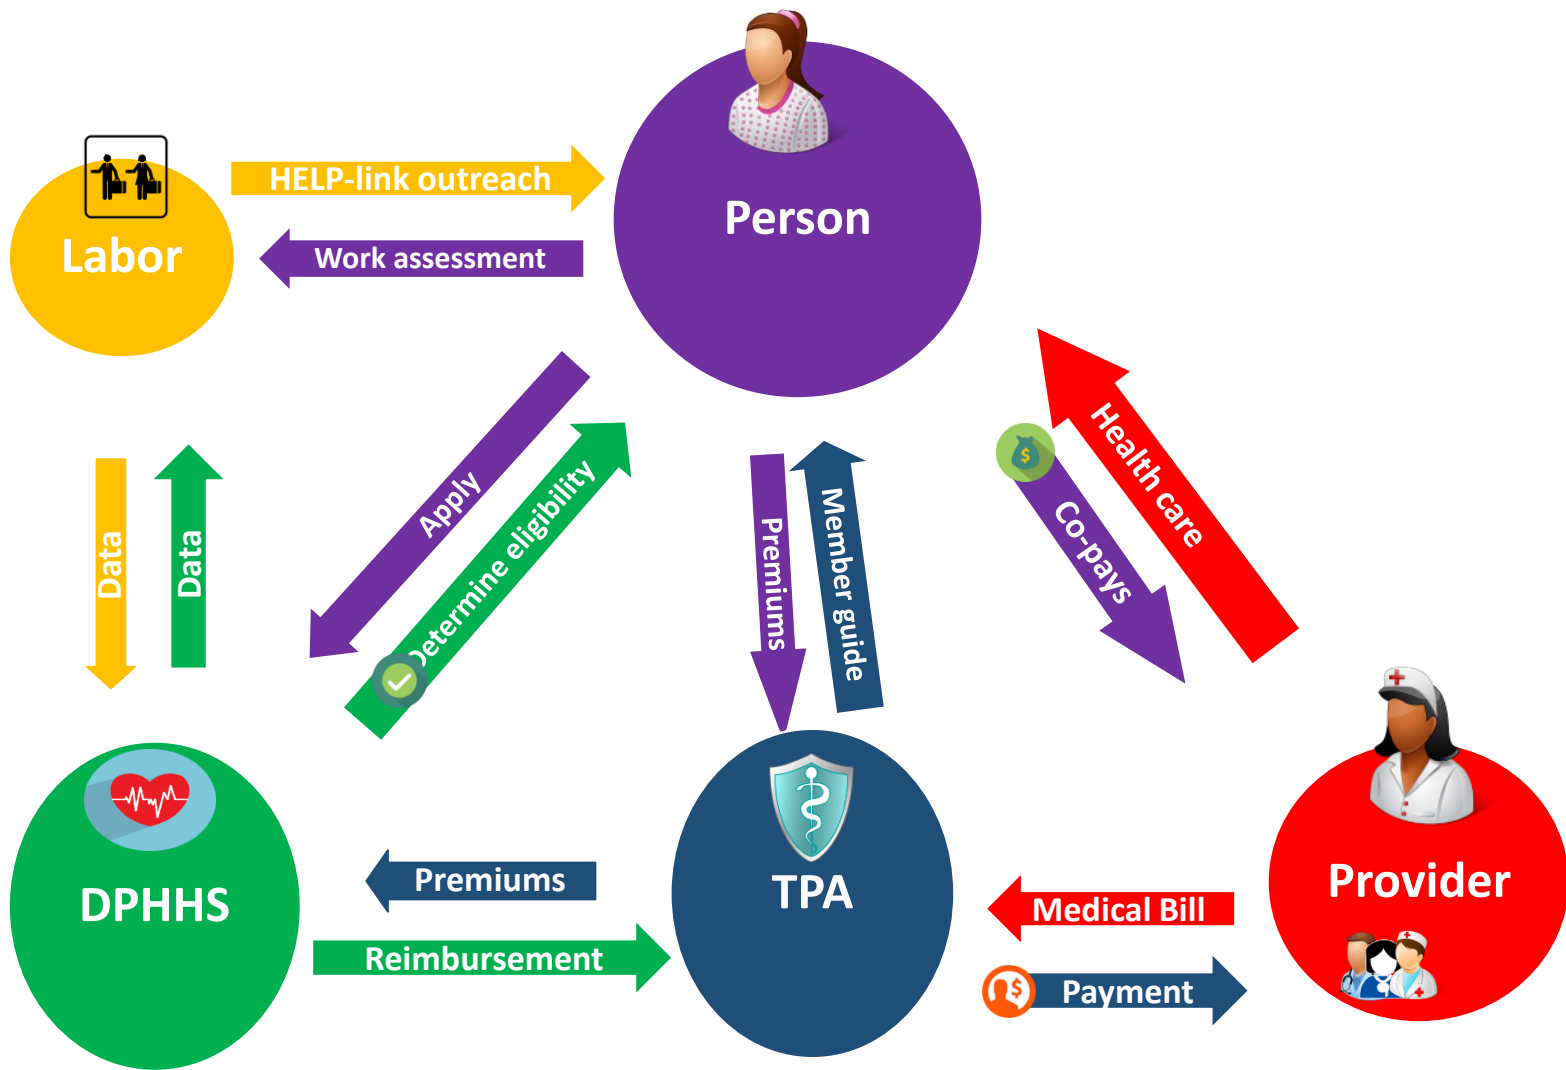 Person
Labor
HELP-link outreach
Work assessment
Data
Data
Apply
Determine eligibility
Premiums
Member guide
Co-pays
Health care
DPHHS
Premiums
Reimbursement
TPA
Medical Bill
Payment
Provider